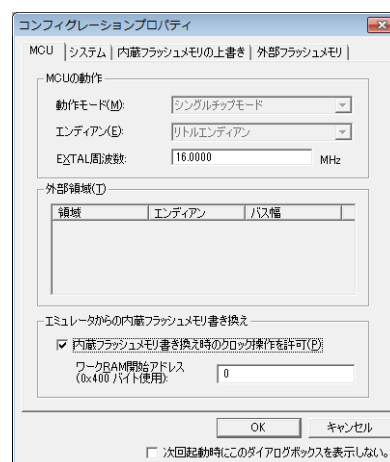 コンフィグレーションプロパティ
MCU システム 内蔵フラッシュメモリの上書き 外部フラッシュメモリ
MCUの動作
動作モード(M): シングルチップモード
エンディアン(E): リトルエンディアン
EXTAL周波数: 16.0000 MHz
外部領域(T)
領域 エンディアン バス幅
エミュレータからの内蔵フラッシュメモリ書き換え
内蔵フラッシュメモリ書き換え時のクロック操作を許可(P)
ワークRAM開始アドレス
(0x400 バイト使用): 0
OK キャンセル
次回起動時にこのダイアログボックスを表示しない。